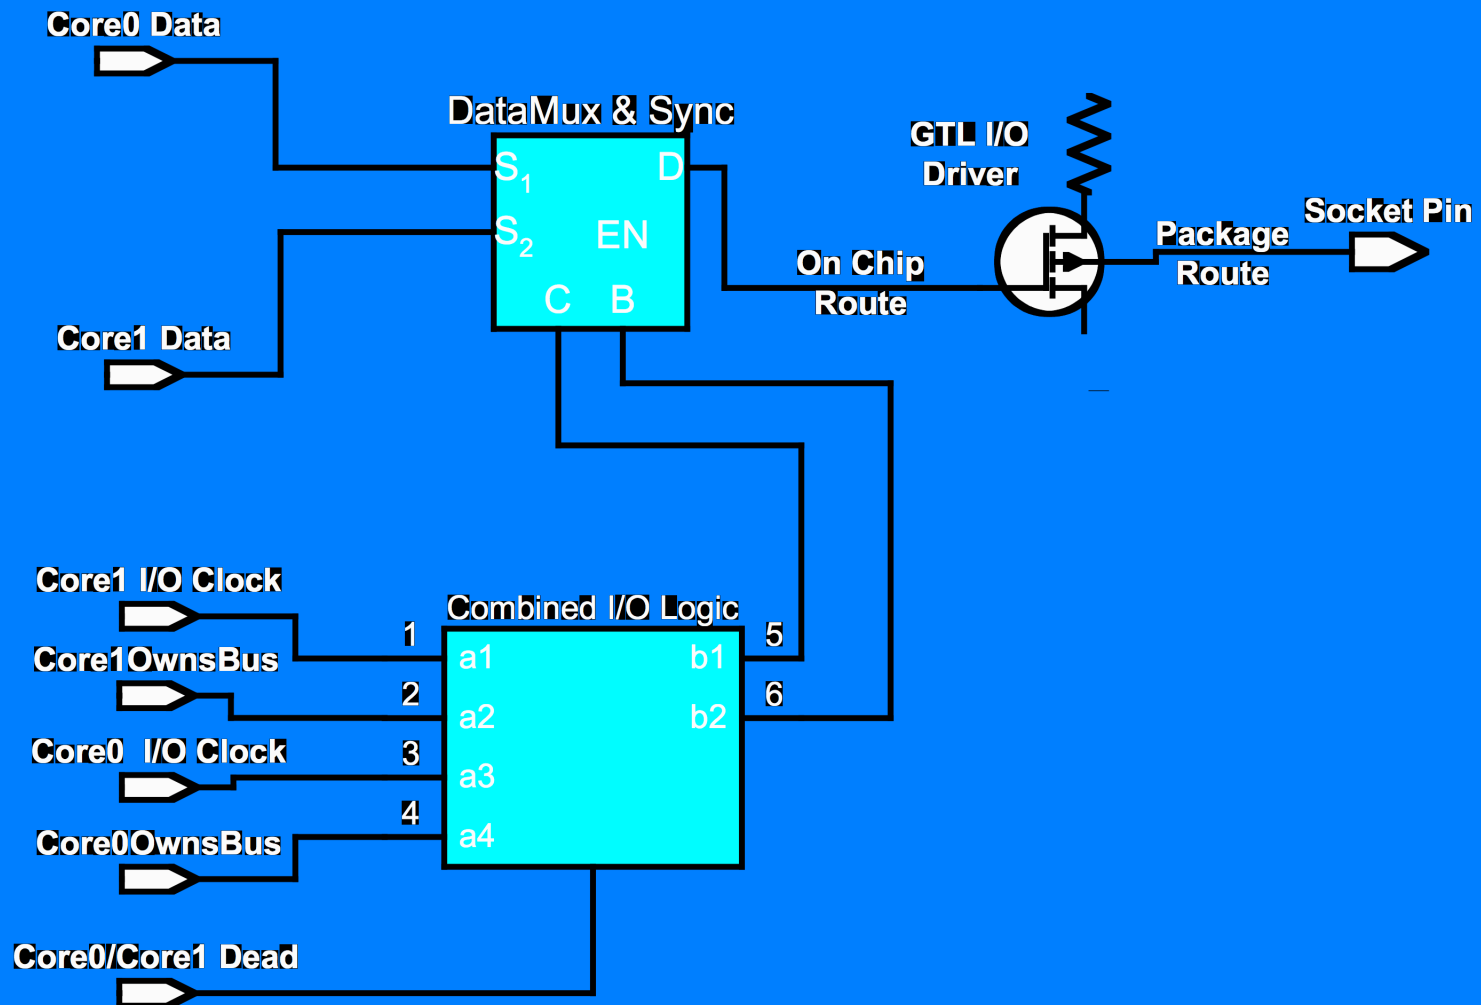 Core0 Data
DataMux & Sync
S1
D
S2
EN
C
B
Core1 Data
GTL I/O
Driver
On Chip
Route
Package
Route
Socket Pin
Core1 I/O Clock
Core1OwnsBus
Core0  I/O Clock
Core0OwnsBus
Core0/Core1 Dead
Combined I/O Logic
1
a1
2
a2
3
a3
4
a4
b1
5
b2
6